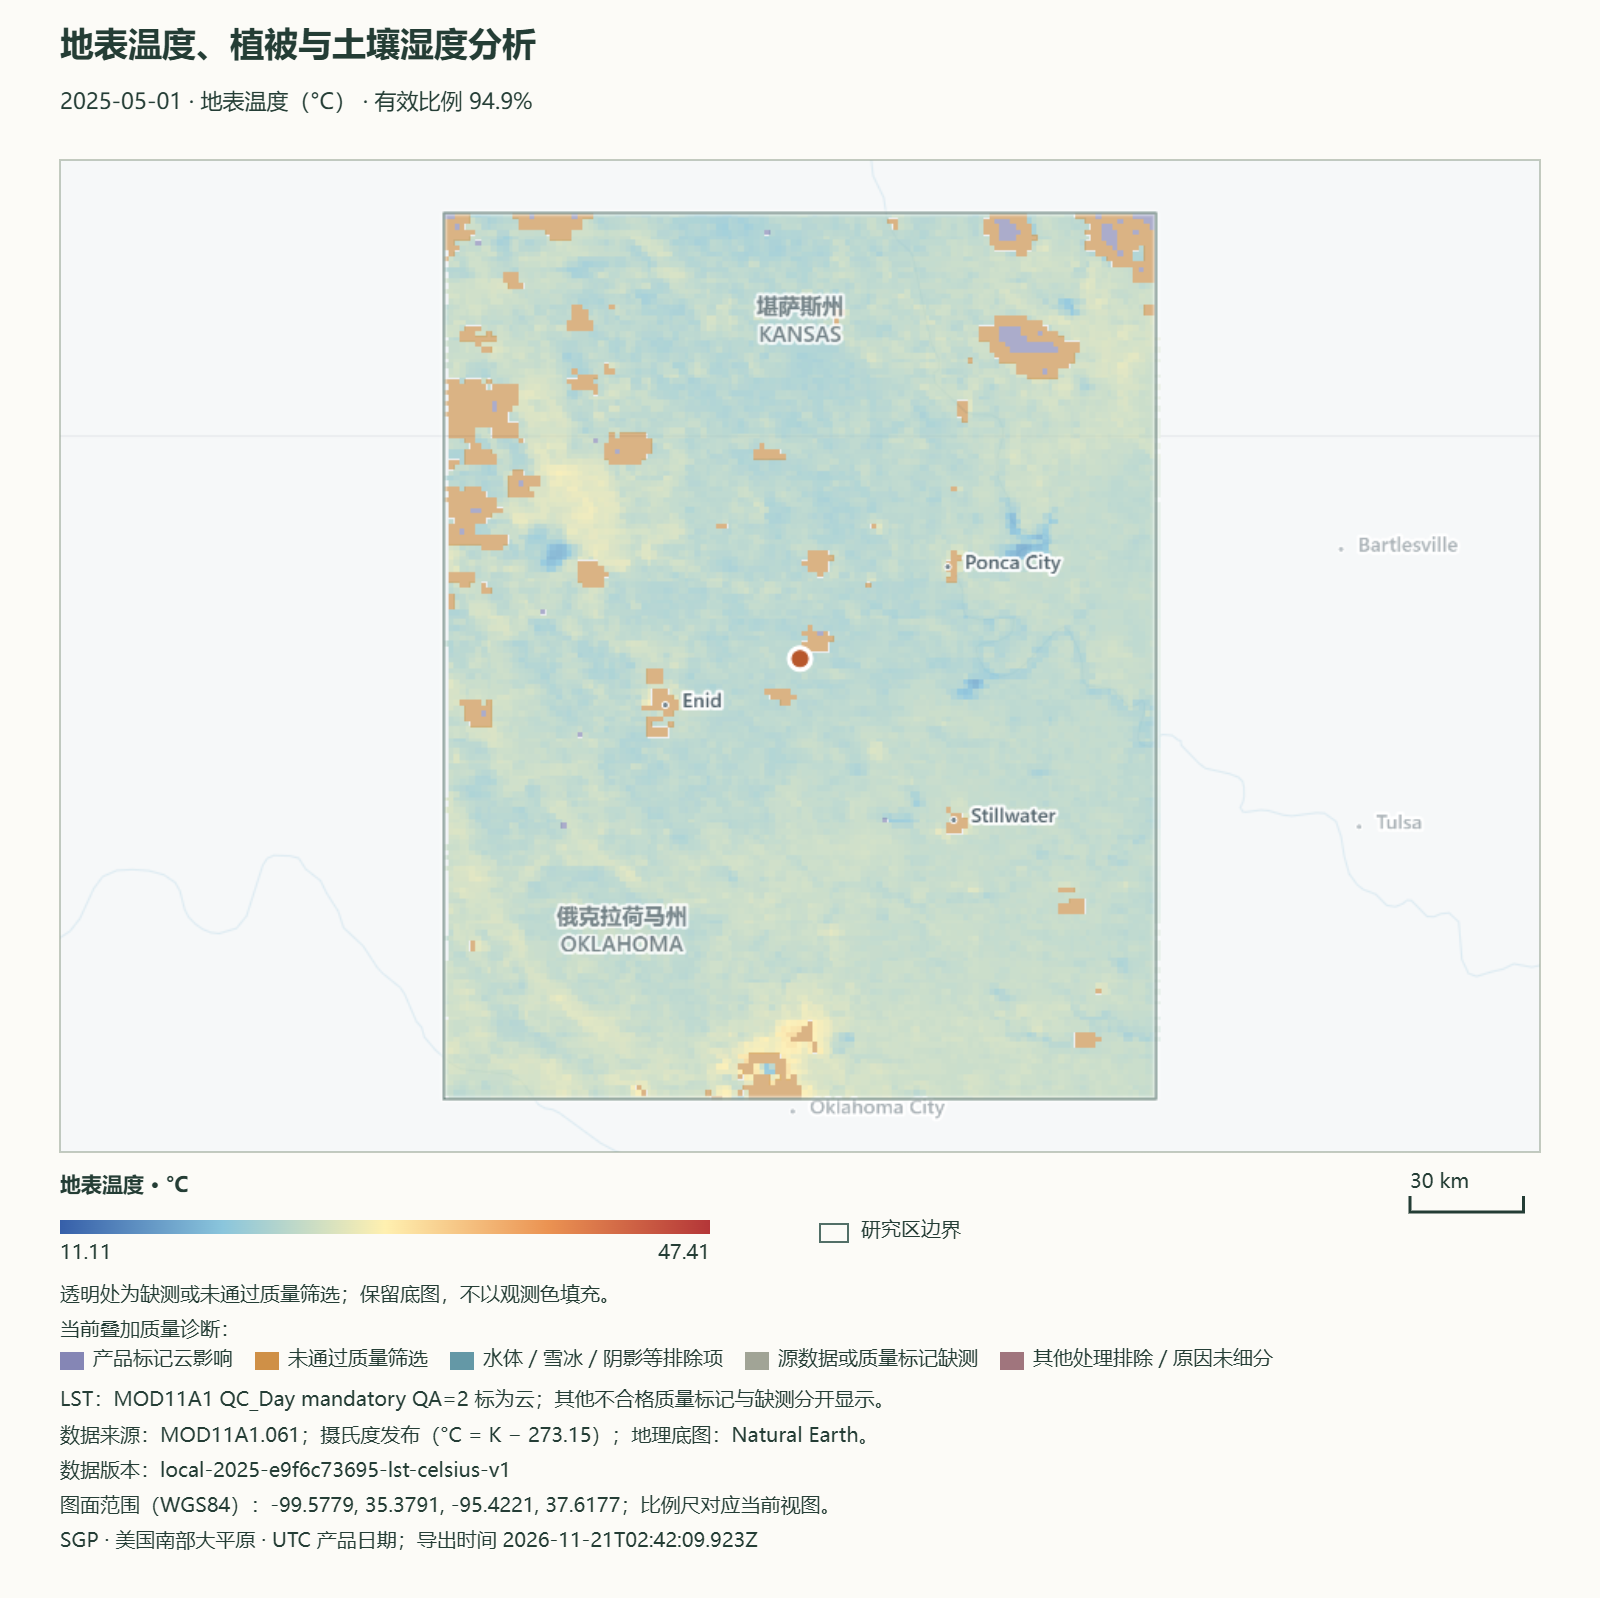 地表温度、植被与土壤湿度分析
2025-05-01 · 地表温度（°C） · 有效比例 94.9%
堪萨斯州
KANSAS
Bartlesville
Ponca City
Enid
Stillwater
Tulsa
俄克拉荷马州
OKLAHOMA
Oklahoma City
地表温度 · °C
30 km
11.11
47.41
研究区边界
透明处为缺测或未通过质量筛选；保留底图，不以观测色填充。
当前叠加质量诊断：
产品标记云影响 未通过质量筛选 水体 / 雪冰 / 阴影等排除项 源数据或质量标记缺测 其他处理排除 / 原因未细分
LST：MOD11A1 QC_Day mandatory QA=2 标为云；其他不合格质量标记与缺测分开显示。
数据来源：MOD11A1.061；摄氏度发布（°C = K − 273.15）；地理底图：Natural Earth。
数据版本：local-2025-e9f6c73695-lst-celsius-v1
图面范围（WGS84）：-99.5779, 35.3791, -95.4221, 37.6177；比例尺对应当前视图。
SGP · 美国南部大平原 · UTC 产品日期；导出时间 2026-11-21T02:42:09.923Z